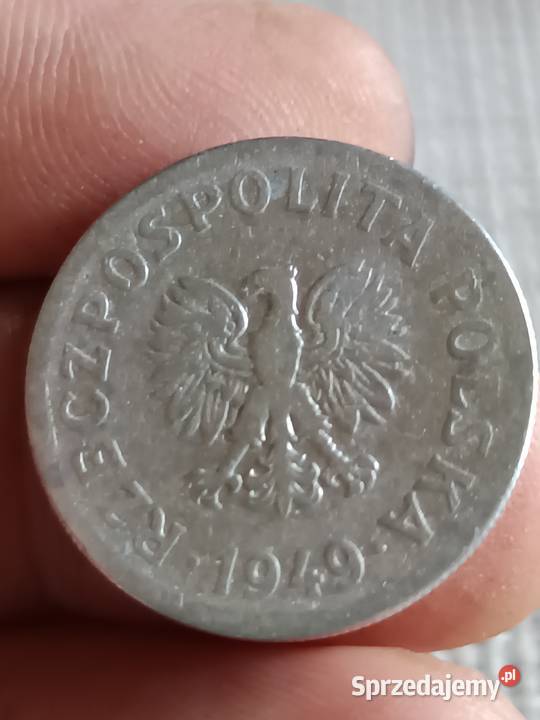 RZECZPOSPOLITA POLSKA
·1949·
Sprzedajemy.pl